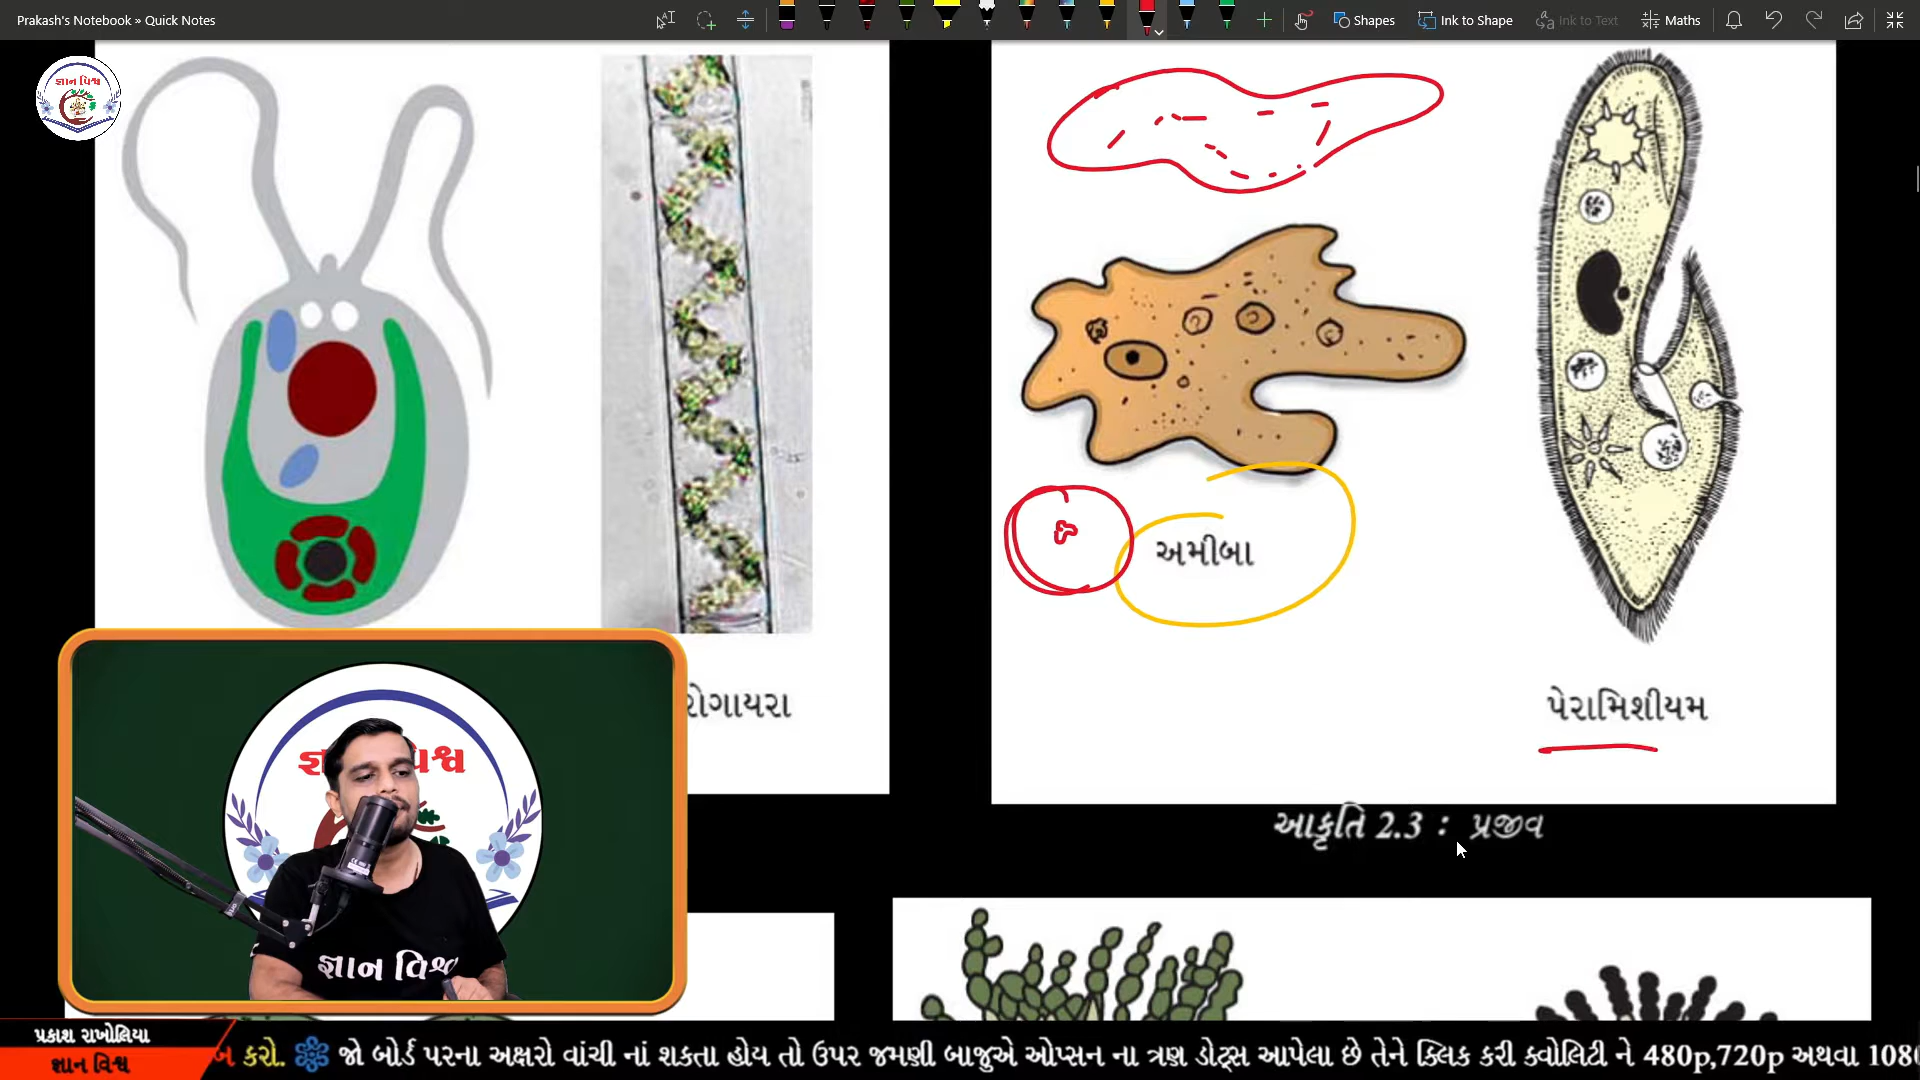 Prakash's Notebook » Quick Notes
Shapes
Ink to Shape
Ink to Text
Maths
જ્ઞાન વિશ્વ
અમીબા
રોગાયરા
પેરામિશીયમ
આકૃતિ 2.3 : પ્રજીવ
જ્ઞાન વિશ્વ
પ્રકાશ રાખોલિયા
જ્ઞાન વિશ્વ
કરો. જો બોર્ડ પરના અક્ષરો વાંચી નાં શકતા હોય તો ઉપર જમણી બાજુએ ઓપ્સન ના ત્રણ ડોટ્સ આપેલા છે તેને ક્લિક કરી ક્વોલિટી ને 480p,720p અથવા 1080